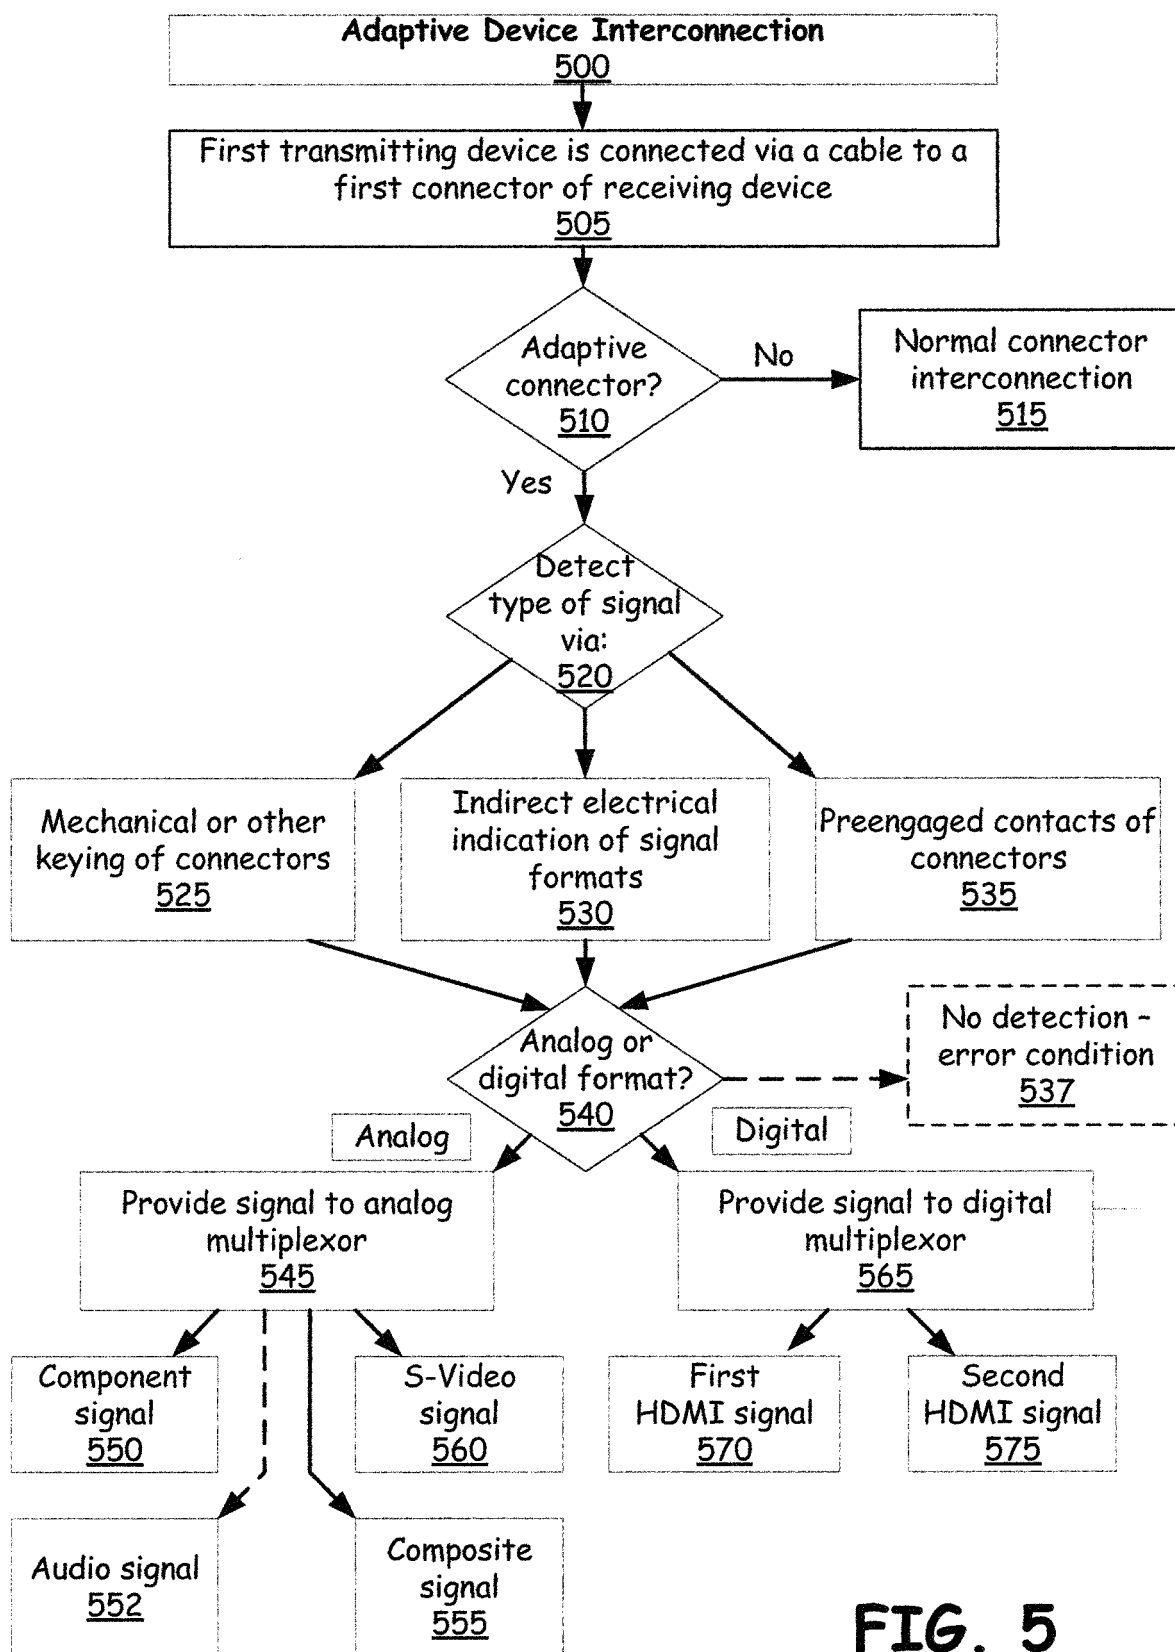 Adaptive Device Interconnection
500
First transmitting device is connected via a cable to a
first connector of receiving device
505
Adaptive
connector?
510
No
Normal connector
interconnection
515
Yes
Detect
type of signal
via:
520
Mechanical or other
keying of connectors
525
Indirect electrical
indication of signal
formats
530
Preengaged contacts of
connectors
535
Analog or
digital format?
540
No detection –
error condition
537
Analog
Digital
Provide signal to analog
multiplexor
545
Provide signal to digital
multiplexor
565
Component
signal
550
S-Video
signal
560
First
HDMI signal
570
Second
HDMI signal
575
Audio signal
552
Composite
signal
555
FIG. 5